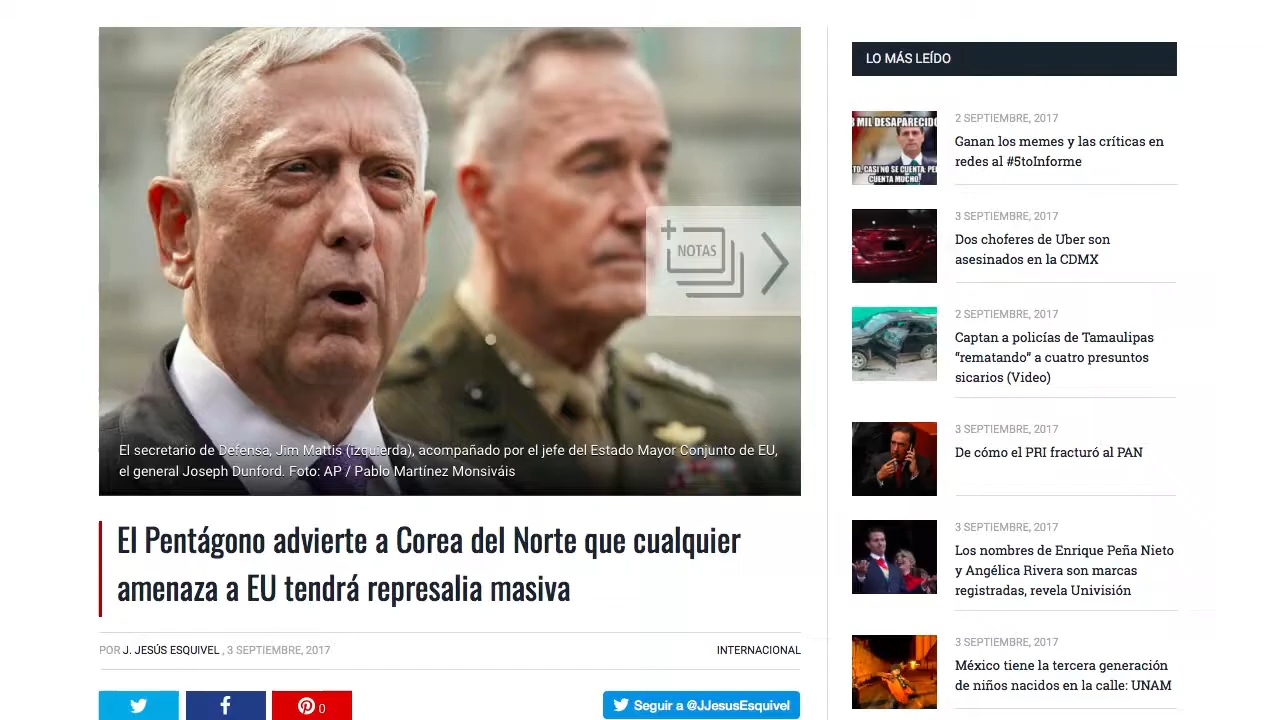 El secretario de Defensa, Jim Mattis (izquierda), acompañado por el jefe del Estado Mayor Conjunto de EU,
el general Joseph Dunford. Foto: AP / Pablo Martínez Monsiváis
NOTAS
El Pentágono advierte a Corea del Norte que cualquier
amenaza a EU tendrá represalia masiva
POR J. JESÚS ESQUIVEL , 3 SEPTIEMBRE, 2017
INTERNACIONAL
0
Seguir a @JJesusEsquivel
LO MÁS LEÍDO
MIL DESAPARECIDO
TO, CASI NO SE CUENTA; PE
CUENTA MUCHO.
2 SEPTIEMBRE, 2017
Ganan los memes y las críticas en
redes al #5toInforme
3 SEPTIEMBRE, 2017
Dos choferes de Uber son
asesinados en la CDMX
2 SEPTIEMBRE, 2017
Captan a policías de Tamaulipas
“rematando” a cuatro presuntos
sicarios (Video)
3 SEPTIEMBRE, 2017
De cómo el PRI fracturó al PAN
3 SEPTIEMBRE, 2017
Los nombres de Enrique Peña Nieto
y Angélica Rivera son marcas
registradas, revela Univisión
3 SEPTIEMBRE, 2017
México tiene la tercera generación
de niños nacidos en la calle: UNAM